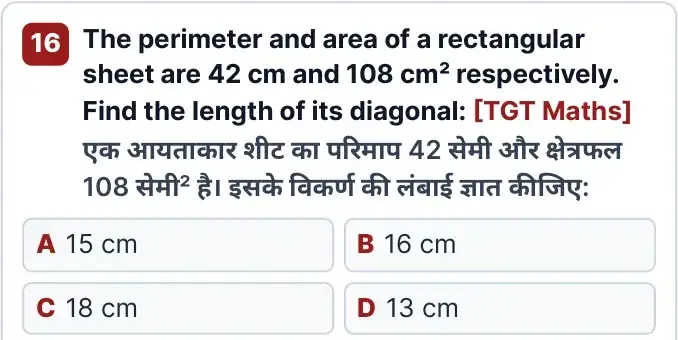 16 The perimeter and area of a rectangular
sheet are 42 cm and 108 cm² respectively.
Find the length of its diagonal: [TGT Maths]
एक आयताकार शीट का परिमाप 42 सेमी और क्षेत्रफल
108 सेमी² है। इसके विकर्ण की लंबाई ज्ञात कीजिए:
A 15 cm B 16 cm
C 18 cm D 13 cm